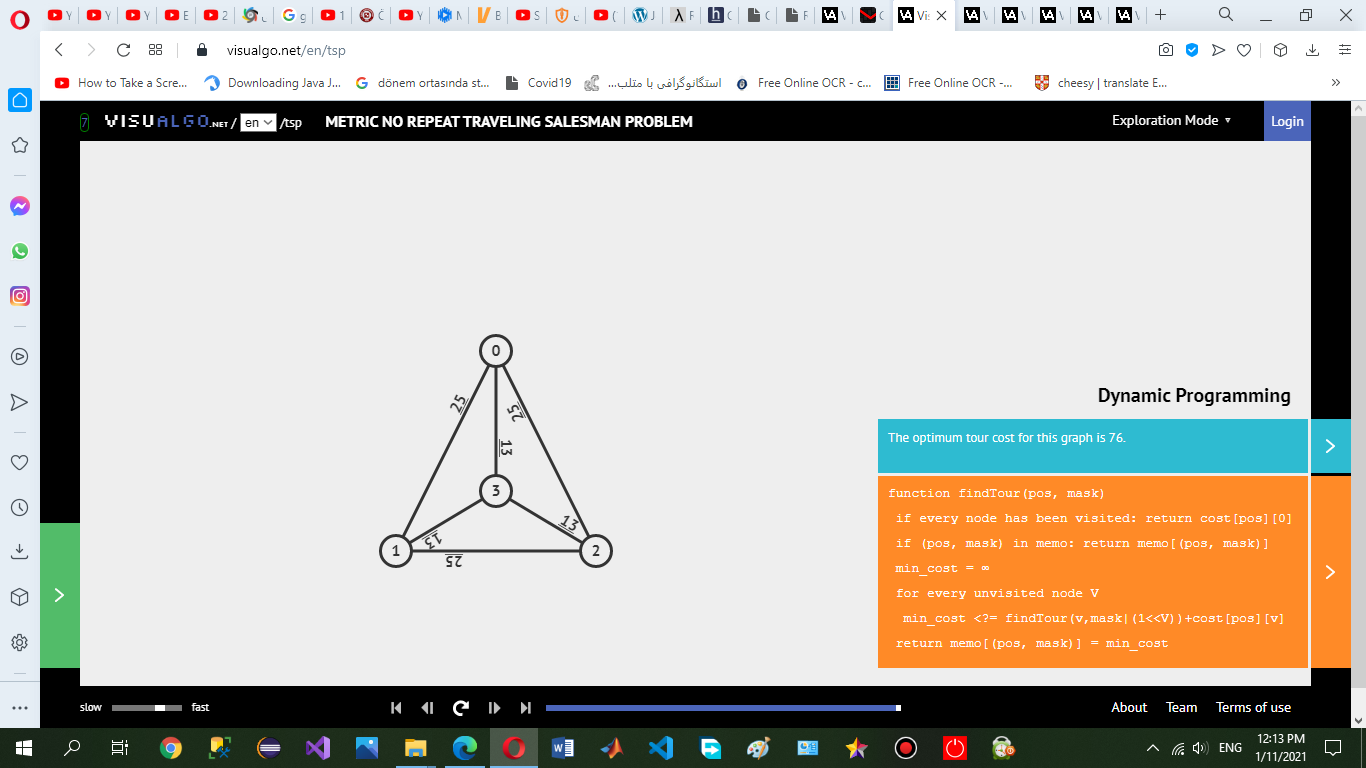 Y
Y
Y
E
2
ل
g
1
Ö
Y
M
B
S
ن
(
J
F
C
C
F
V
C
Vis
V
V
V
V
V
visualgo.net/en/tsp
How to Take a Scre...
Downloading Java J...
dönem ortasında st...
Covid19
استگانوگرافی با متلب...
Free Online OCR - c...
Free Online OCR -...
cheesy | translate E...
7 VISUALGO.NET / en /tsp METRIC NO REPEAT TRAVELING SALESMAN PROBLEM Exploration Mode Login
0
25
25
13
3
13
13
1
25
2
Dynamic Programming
The optimum tour cost for this graph is 76.
function findTour(pos, mask)
if every node has been visited: return cost[pos][0]
if (pos, mask) in memo: return memo[(pos, mask)]
min_cost = ∞
for every unvisited node V
min_cost <?= findTour(v,mask|(1<<V))+cost[pos][v]
return memo[(pos, mask)] = min_cost
slow fast
About Team Terms of use
ENG
12:13 PM
1/11/2021